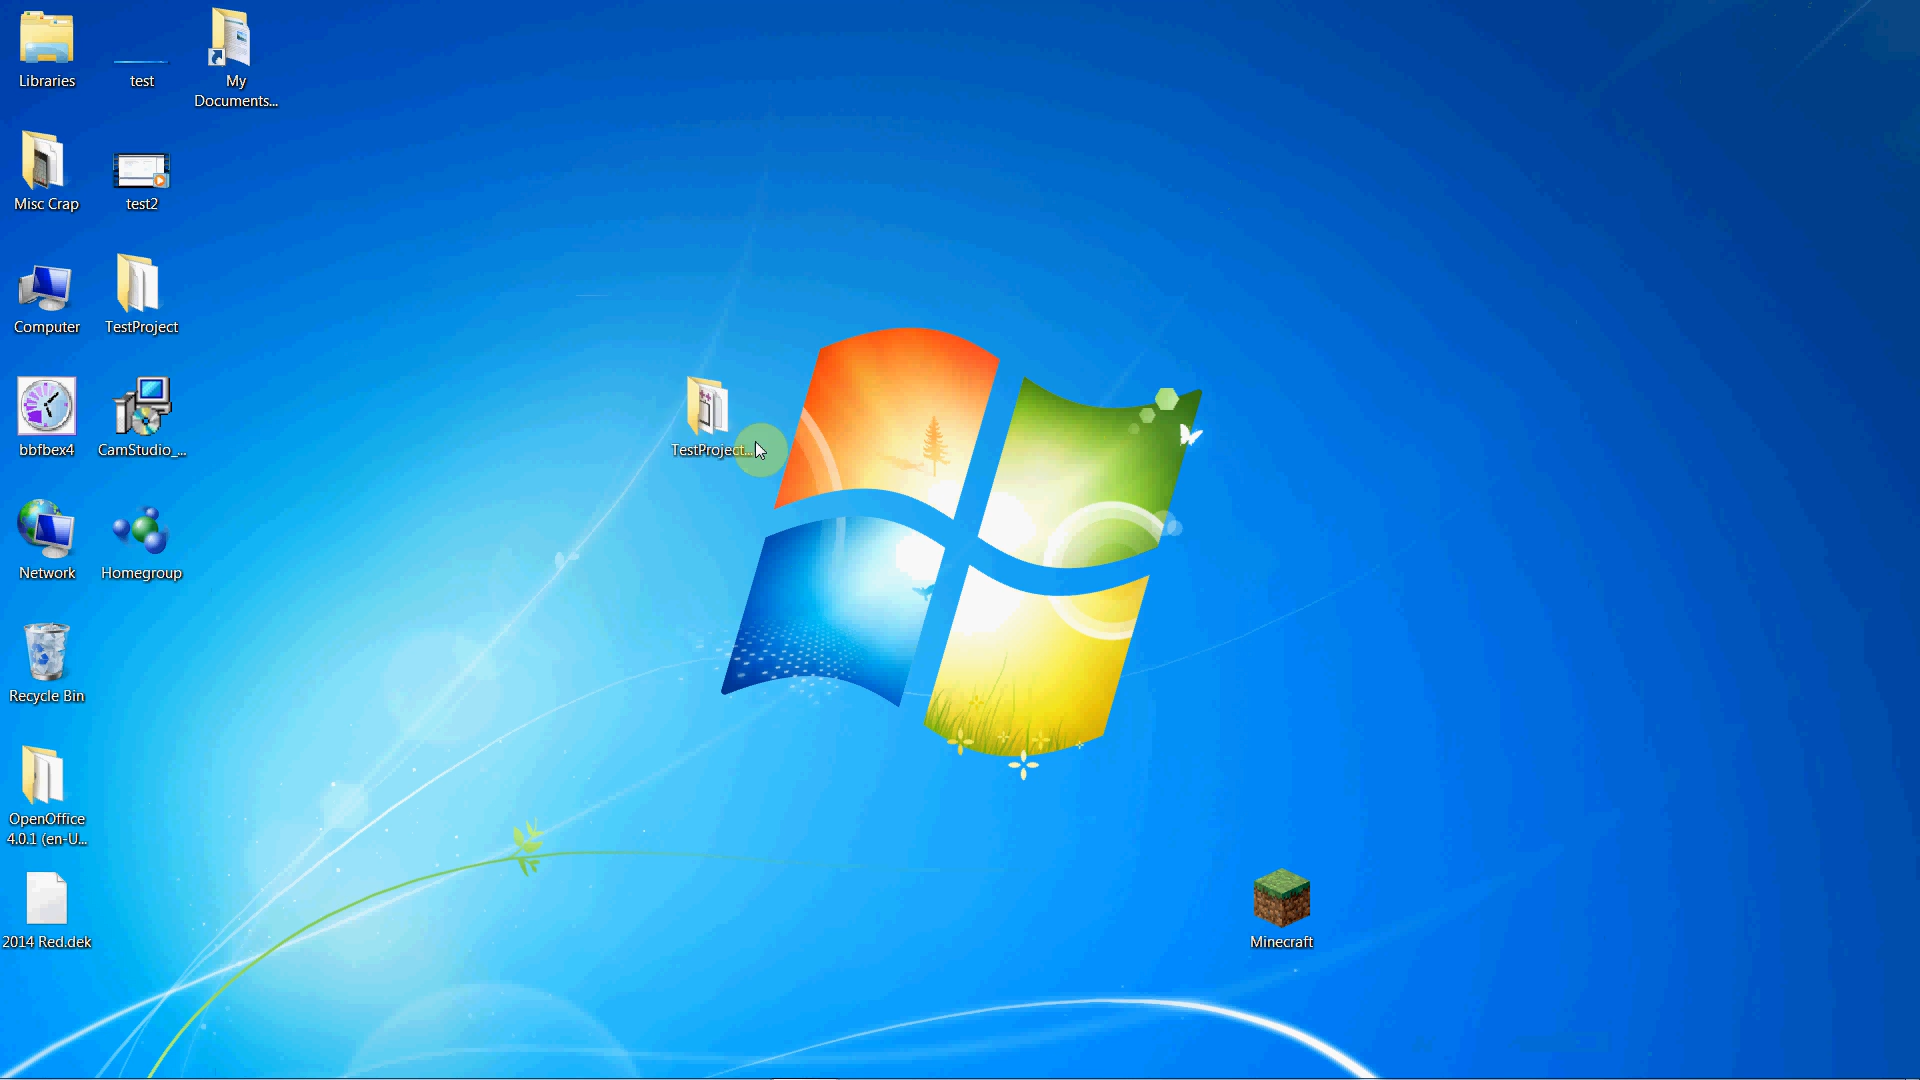 Libraries
test
My
Documents...
Misc Crap
test2
Computer
TestProject
bbfbex4
CamStudio_...
TestProject...
Network
Homegroup
Recycle Bin
OpenOffice
4.0.1 (en-U...
2014 Red.dek
Minecraft